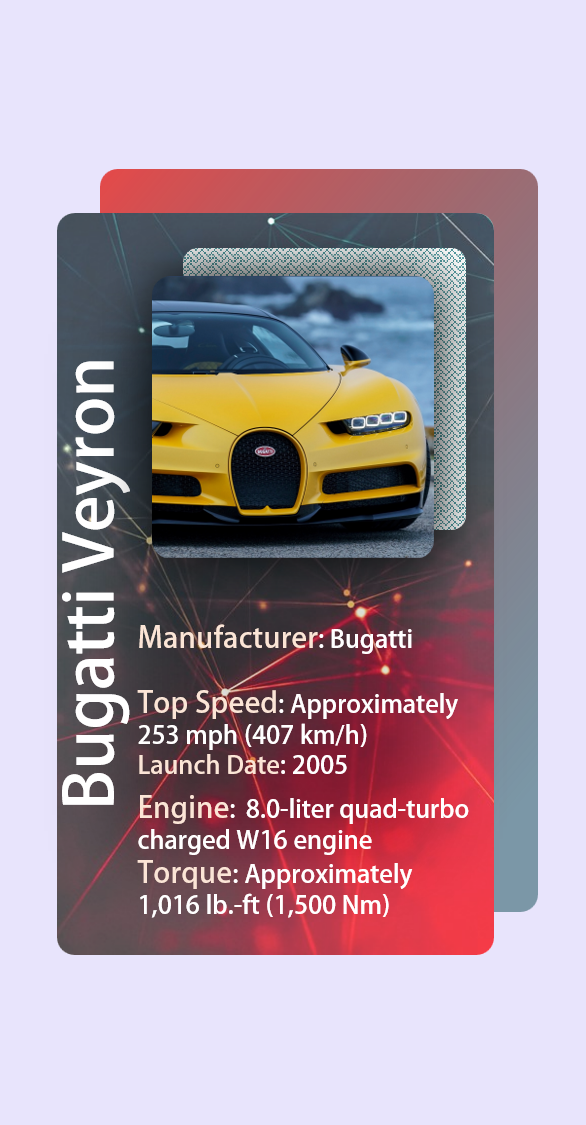 Bugatti Veyron
Manufacturer: Bugatti
Top Speed: Approximately
253 mph (407 km/h)
Launch Date: 2005
Engine: 8.0-liter quad-turbo
charged W16 engine
Torque: Approximately
1,016 lb.-ft (1,500 Nm)